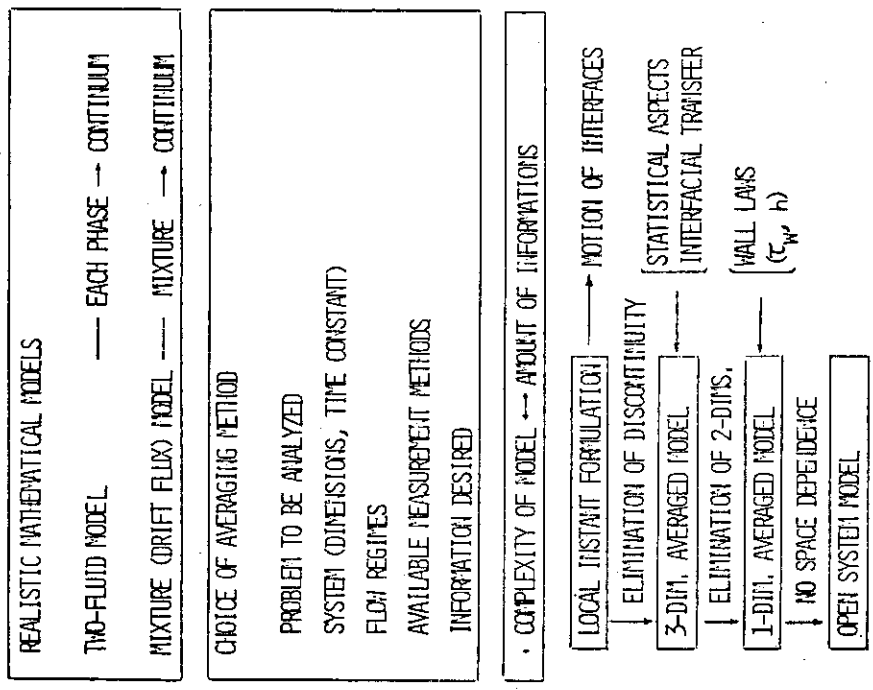 REALISTIC MATHEMATICAL MODELS
TWO-FLUID MODEL —— EACH PHASE → CONTINUUM
MIXTURE (DRIFT FLUX) MODEL ---- MIXTURE → CONTINUUM
CHOICE OF AVERAGING METHOD
PROBLEM TO BE ANALYZED
SYSTEM (DIMENSIONS, TIME CONSTANT)
FLOW REGIMES
AVAILABLE MEASUREMENT METHODS
INFORMATION DESIRED
· COMPLEXITY OF MODEL ←→ AMOUNT OF INFORMATIONS
LOCAL INSTANT FORMULATION → MOTION OF INTERFACES
ELIMINATION OF DISCONTINUITY
3-DIM. AVERAGED MODEL ← STATISTICAL ASPECTS
INTERFACIAL TRANSFER
ELIMINATION OF 2-DIMS.
1-DIM. AVERAGED MODEL ← WALL LAWS
(τw, h)
NO SPACE DEPENDENCE
OPEN SYSTEM MODEL